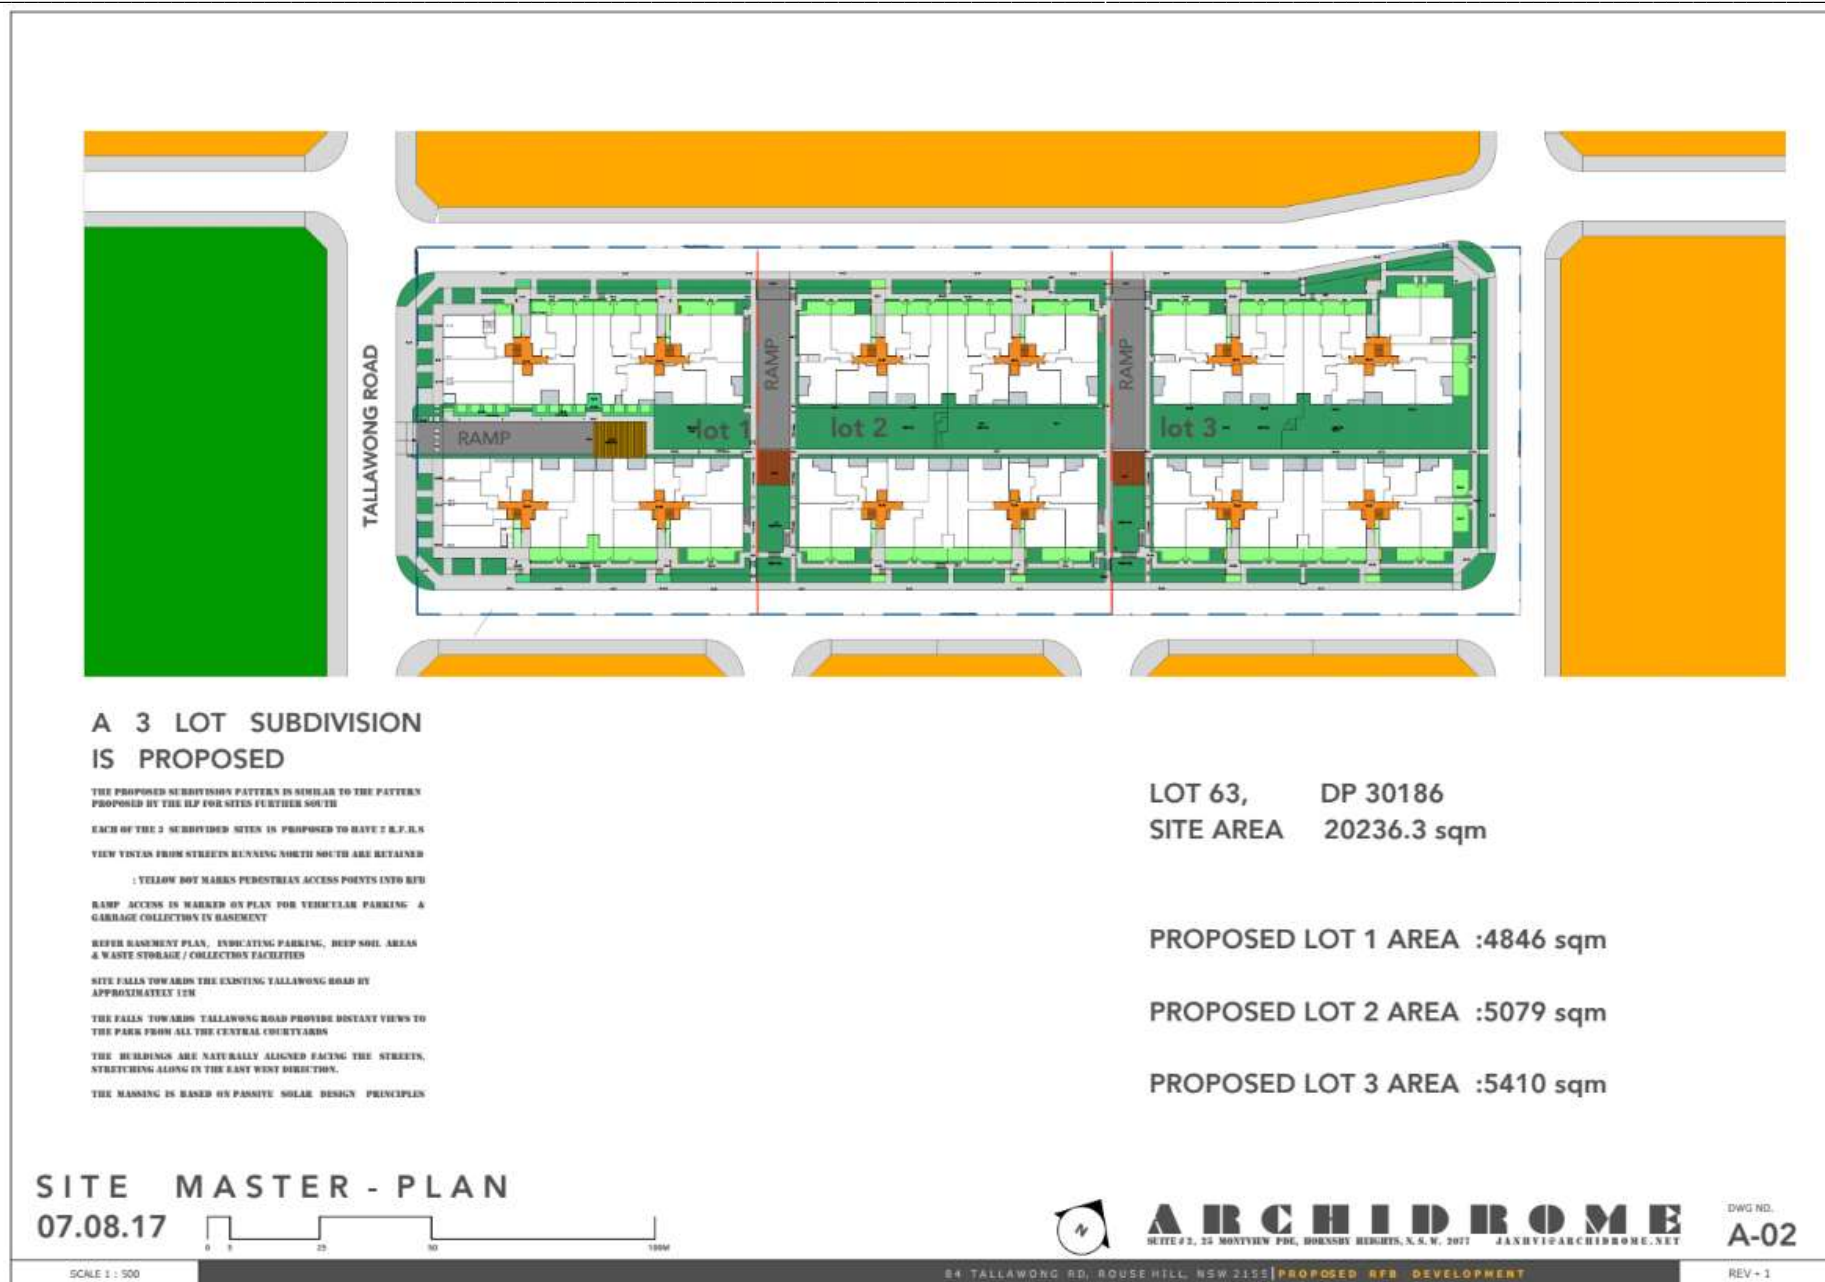 TALLAWONG ROAD
RAMP
RAMP
RAMP
lot 1
lot 2
lot 3
A 3 LOT SUBDIVISION
IS PROPOSED
THE PROPOSED SUBDIVISION PATTERN IS SIMILAR TO THE PATTERN
PROPOSED BY THE ILP FOR SITES FURTHER SOUTH
EACH OF THE 3 SUBDIVIDED SITES IS PROPOSED TO HAVE 2 R.F.B.S
VIEW VISTAS FROM STREETS RUNNING NORTH SOUTH ARE RETAINED
: YELLOW DOT MARKS PEDESTRIAN ACCESS POINTS INTO RFB
RAMP ACCESS IS MARKED ON PLAN FOR VEHICULAR PARKING &
GARBAGE COLLECTION IN BASEMENT
REFER BASEMENT PLAN, INDICATING PARKING, DEEP SOIL AREAS
& WASTE STORAGE / COLLECTION FACILITIES
SITE FALLS TOWARDS THE EXISTING TALLAWONG ROAD BY
APPROXIMATELY 12M
THE FALLS TOWARDS TALLAWONG ROAD PROVIDE DISTANT VIEWS TO
THE PARK FROM ALL THE CENTRAL COURTYARDS
THE BUILDINGS ARE NATURALLY ALIGNED FACING THE STREETS,
STRETCHING ALONG IN THE EAST WEST DIRECTION.
THE MASSING IS BASED ON PASSIVE SOLAR DESIGN PRINCIPLES
LOT 63, DP 30186
SITE AREA 20236.3 sqm
PROPOSED LOT 1 AREA :4846 sqm
PROPOSED LOT 2 AREA :5079 sqm
PROPOSED LOT 3 AREA :5410 sqm
SITE MASTER-PLAN
07.08.17
0 5 25 50 100M
SCALE 1 : 500
N
ARCHIDROME
SUITE # 2, 25 MONTVIEW PDE, HORNSBY HEIGHTS, N. S. W. 2077 JANHVI@ARCHIDROME.NET
DWG NO.
A-02
84 TALLAWONG RD, ROUSE HILL, NSW 2155|PROPOSED RFB DEVELOPMENT
REV - 1